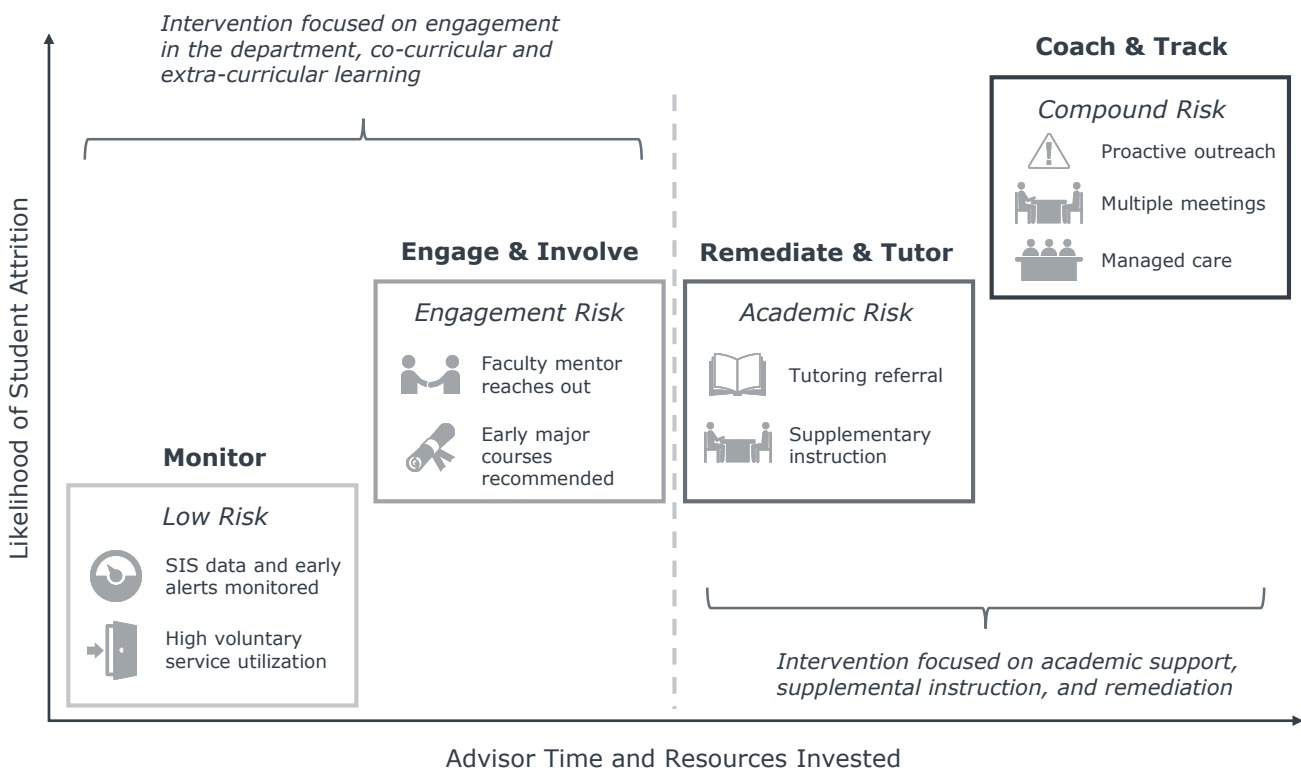 Intervention focused on engagement
in the department, co-curricular and
extra-curricular learning
Coach & Track
Compound Risk
Proactive outreach
Multiple meetings
Managed care
Engage & Involve
Engagement Risk
Faculty mentor
reaches out
Early major
courses
recommended
Remediate & Tutor
Academic Risk
Tutoring referral
Supplementary
instruction
Monitor
Low Risk
SIS data and early
alerts monitored
High voluntary
service utilization
Intervention focused on academic support,
supplemental instruction, and remediation
Likelihood of Student Attrition
Advisor Time and Resources Invested